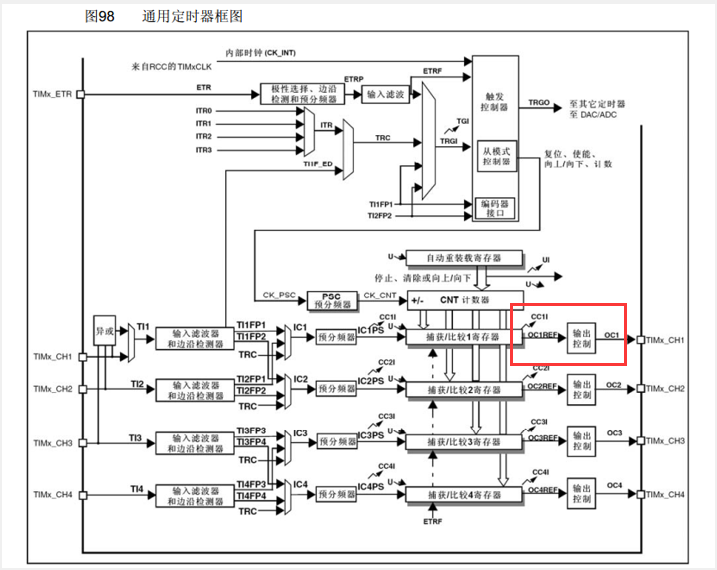 图98 通用定时器框图
内部时钟 (CK_INT)
来自RCC的TIMxCLK
TIMx_ETR
ETR
极性选择、边沿
检测和预分频器
ETRP
输入滤波
ETRF
触发
控制器
TRGO
至其它定时器
至 DAC/ADC
ITR0
ITR1
ITR2
ITR3
ITR
TI1F_ED
TRC
TGI
TRGI
从模式
控制器
复位、使能、
向上/向下、计数
TI1FP1
TI2FP2
编码器
接口
U
自动重装载寄存器
UI
停止、清除或向上/向下
U
CK_PSC
PSC
预分频器
CK_CNT
+/-
CNT 计数器
异或
TI1
输入滤波器
和边沿检测器
TI1FP1
TI1FP2
TRC
IC1
预分频器
IC1PS
CC1I
U
捕获/比较1寄存器
CC1I
OC1REF
输出
控制
OC1
TIMx_CH1
TIMx_CH1
TIMx_CH2
TI2
输入滤波器
和边沿检测器
TI2FP1
TI2FP2
TRC
IC2
预分频器
IC2PS
CC2I
U
捕获/比较2寄存器
CC2I
OC2REF
输出
控制
OC2
TIMx_CH2
TIMx_CH3
TI3
输入滤波器
和边沿检测器
TI3FP3
TI3FP4
TRC
IC3
预分频器
IC3PS
CC3I
U
捕获/比较3寄存器
CC3I
OC3REF
输出
控制
OC3
TIMx_CH3
TIMx_CH4
TI4
输入滤波器
和边沿检测器
TI4FP3
TI4FP4
TRC
IC4
预分频器
IC4PS
CC4I
U
捕获/比较4寄存器
CC4I
OC4REF
输出
控制
OC4
TIMx_CH4
ETRF